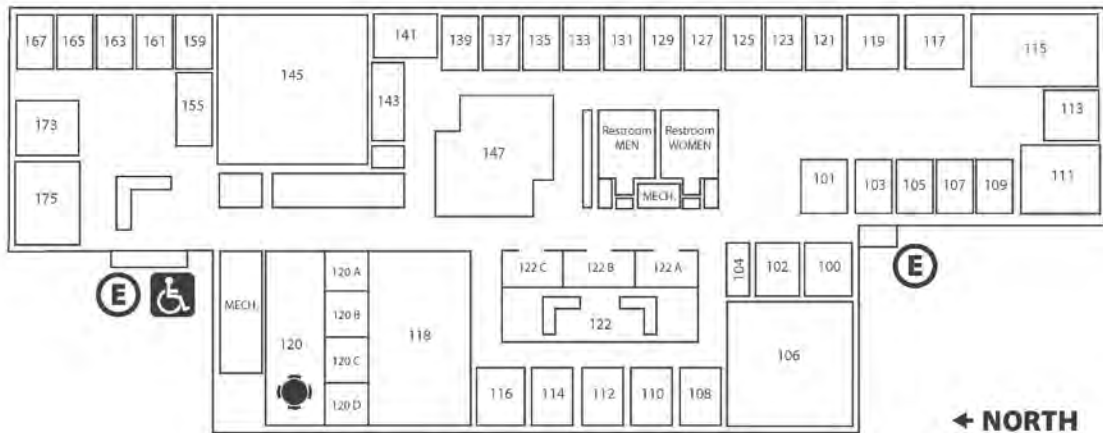 167 165 163 161 159 145 141 139 137 135 133 131 129 127 125 123 121 119 117 115
155 143 113
173 147 Restroom Restroom
MEN WOMEN
175 MECH. 101 103 105 107 109 111
E E
MECH. 120 A 122 C 122 B 122 A 104 102 100
120 B 122
120 118 106
120 C
120 D 116 114 112 110 108
← NORTH